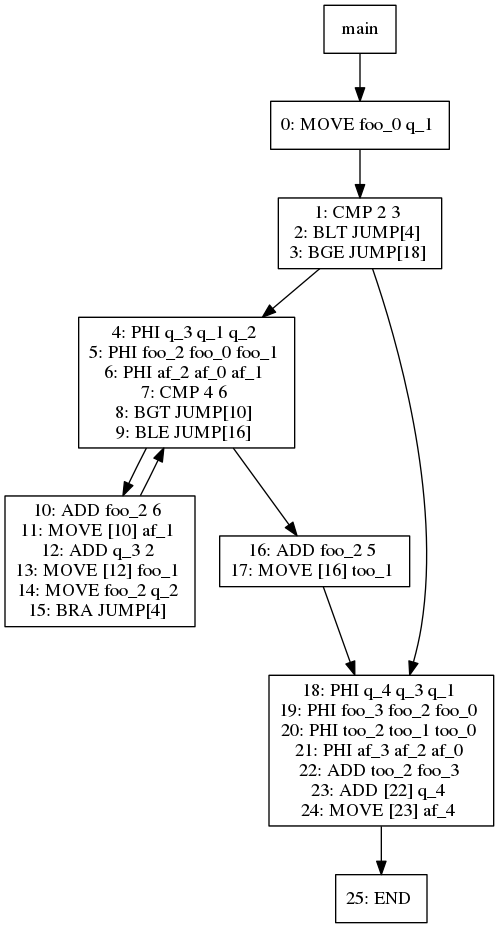 main
0: MOVE foo_0 q_1
1: CMP 2 3
2: BLT JUMP[4]
3: BGE JUMP[18]
4: PHI q_3 q_1 q_2
5: PHI foo_2 foo_0 foo_1
6: PHI af_2 af_0 af_1
7: CMP 4 6
8: BGT JUMP[10]
9: BLE JUMP[16]
10: ADD foo_2 6
11: MOVE [10] af_1
12: ADD q_3 2
13: MOVE [12] foo_1
14: MOVE foo_2 q_2
15: BRA JUMP[4]
16: ADD foo_2 5
17: MOVE [16] too_1
18: PHI q_4 q_3 q_1
19: PHI foo_3 foo_2 foo_0
20: PHI too_2 too_1 too_0
21: PHI af_3 af_2 af_0
22: ADD too_2 foo_3
23: ADD [22] q_4
24: MOVE [23] af_4
25: END